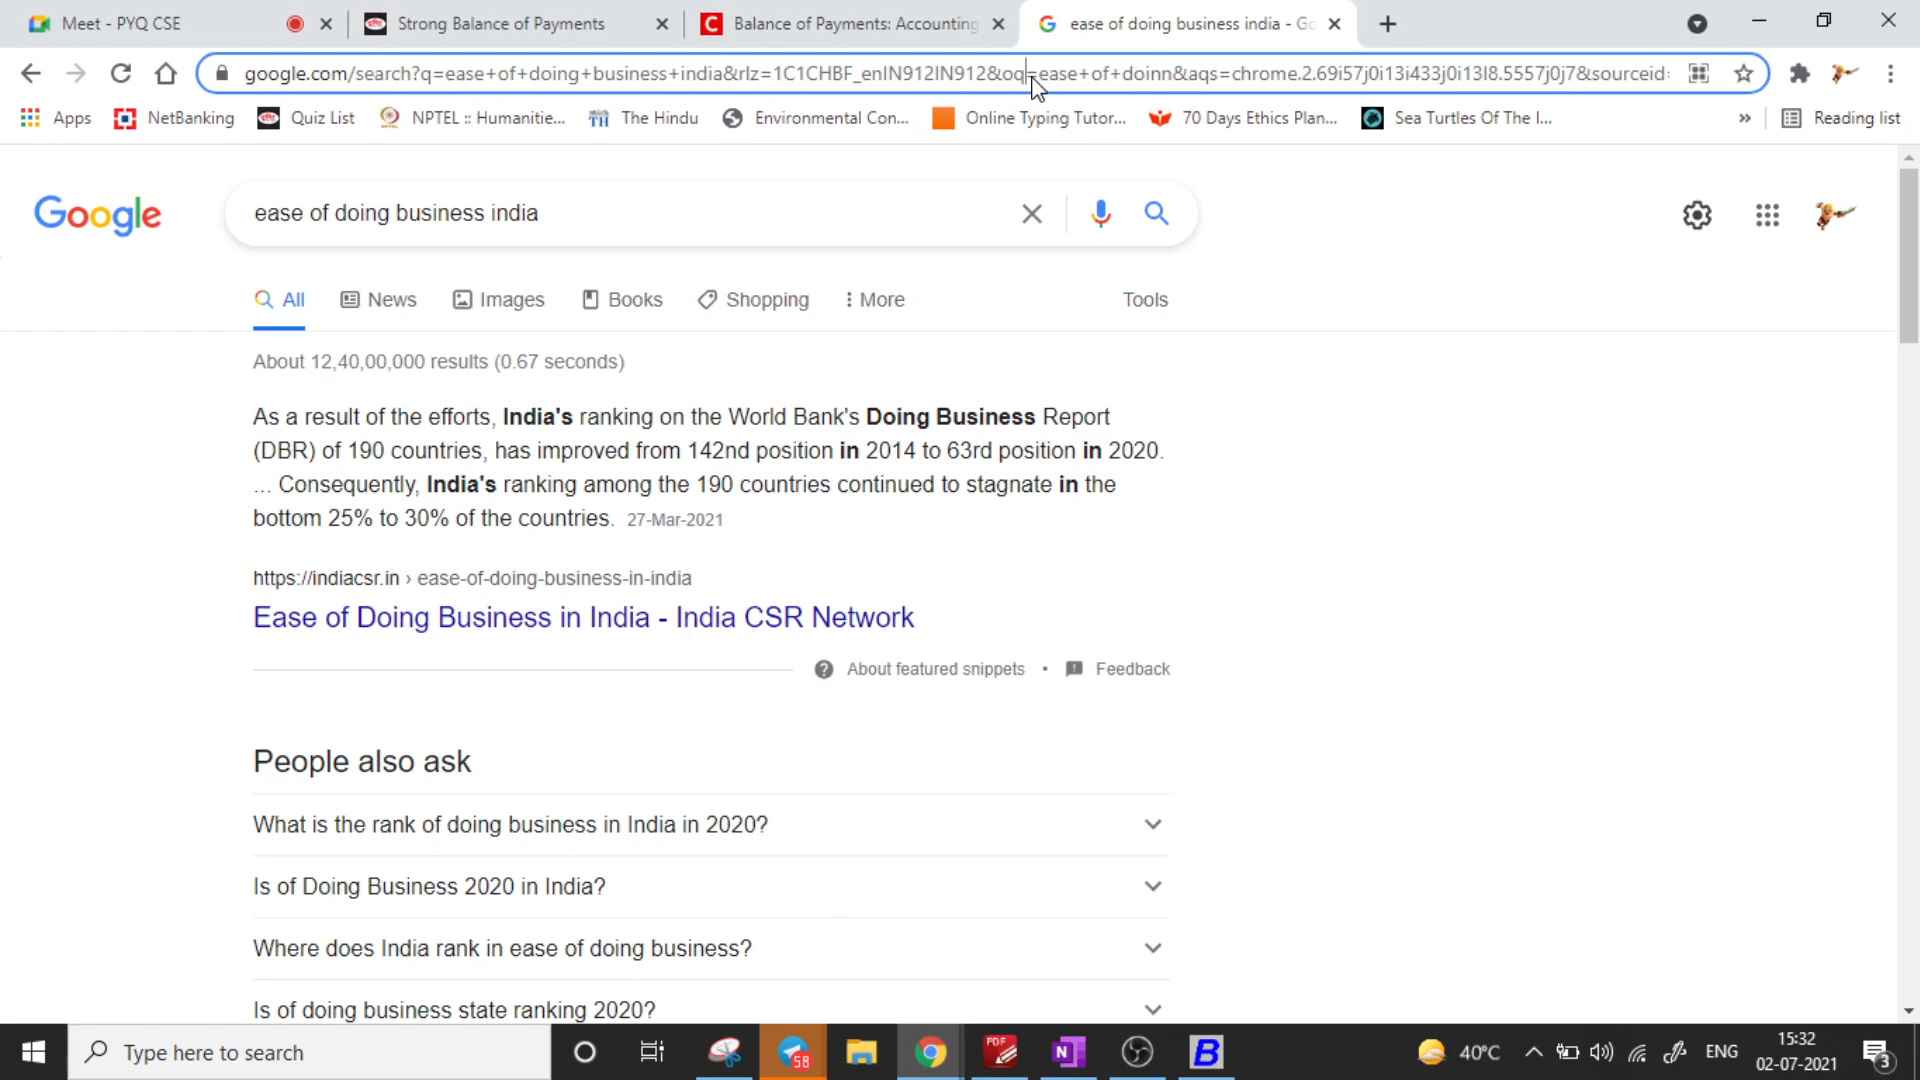 Meet - PYQ CSE
Strong Balance of Payments
Balance of Payments: Accounting
ease of doing business india - Go
google.com/search?q=ease+of+doing+business+india&rlz=1C1CHBF_enIN912IN912&oq=ease+of+doinn&aqs=chrome.2.69i57j0i13i433j0i13l8.5557j0j7&sourceid=
Apps
NetBanking
Quiz List
NPTEL :: Humanitie...
The Hindu
Environmental Con...
Online Typing Tutor...
70 Days Ethics Plan...
Sea Turtles Of The I...
»
Reading list
Google
ease of doing business india
All
News
Images
Books
Shopping
More
Tools
About 12,40,00,000 results (0.67 seconds)
As a result of the efforts, India's ranking on the World Bank's Doing Business Report
(DBR) of 190 countries, has improved from 142nd position in 2014 to 63rd position in 2020.
... Consequently, India's ranking among the 190 countries continued to stagnate in the
bottom 25% to 30% of the countries. 27-Mar-2021
https://indiacsr.in › ease-of-doing-business-in-india
Ease of Doing Business in India - India CSR Network
About featured snippets • Feedback
People also ask
What is the rank of doing business in India in 2020?
Is of Doing Business 2020 in India?
Where does India rank in ease of doing business?
Is of doing business state ranking 2020?
Type here to search
58
PDF
N
B
40°C
ENG
15:32
02-07-2021
3